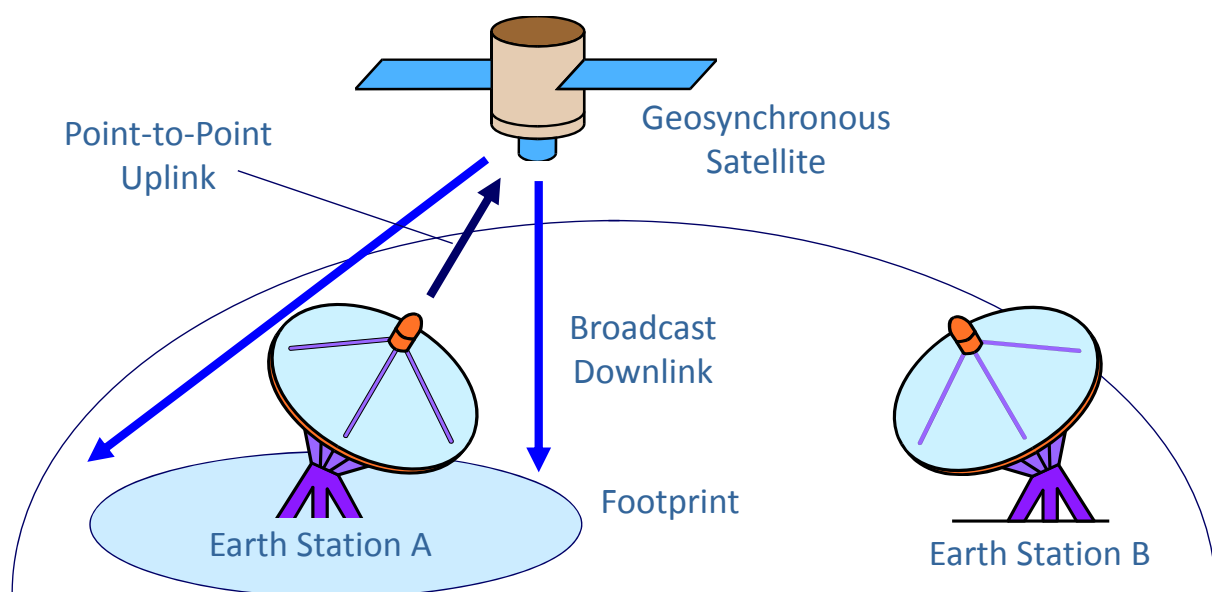 Point-to-Point
Uplink
Geosynchronous
Satellite
Broadcast
Downlink
Footprint
Earth Station A
Earth Station B